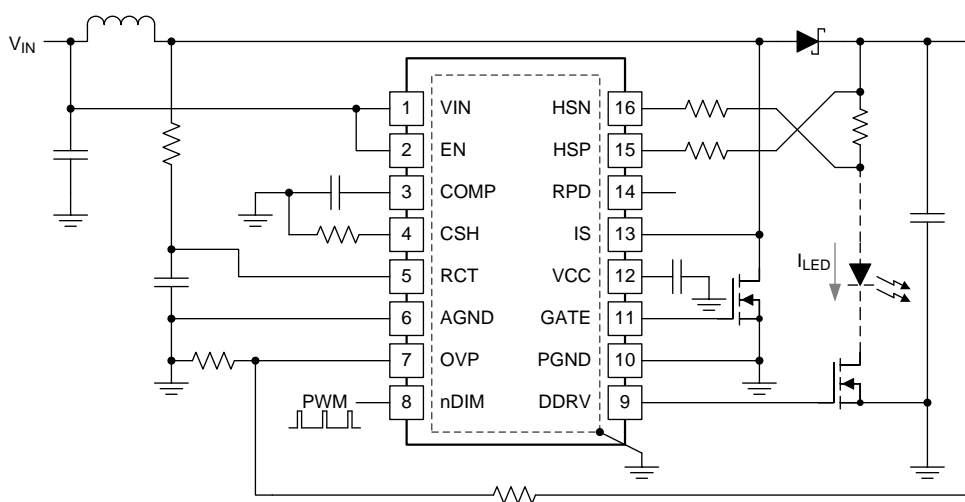 VIN
1 VIN HSN 16
2 EN HSP 15
3 COMP RPD 14
4 CSH IS 13
5 RCT VCC 12
ILED
6 AGND GATE 11
7 OVP PGND 10
PWM 8 nDIM DDRV 9